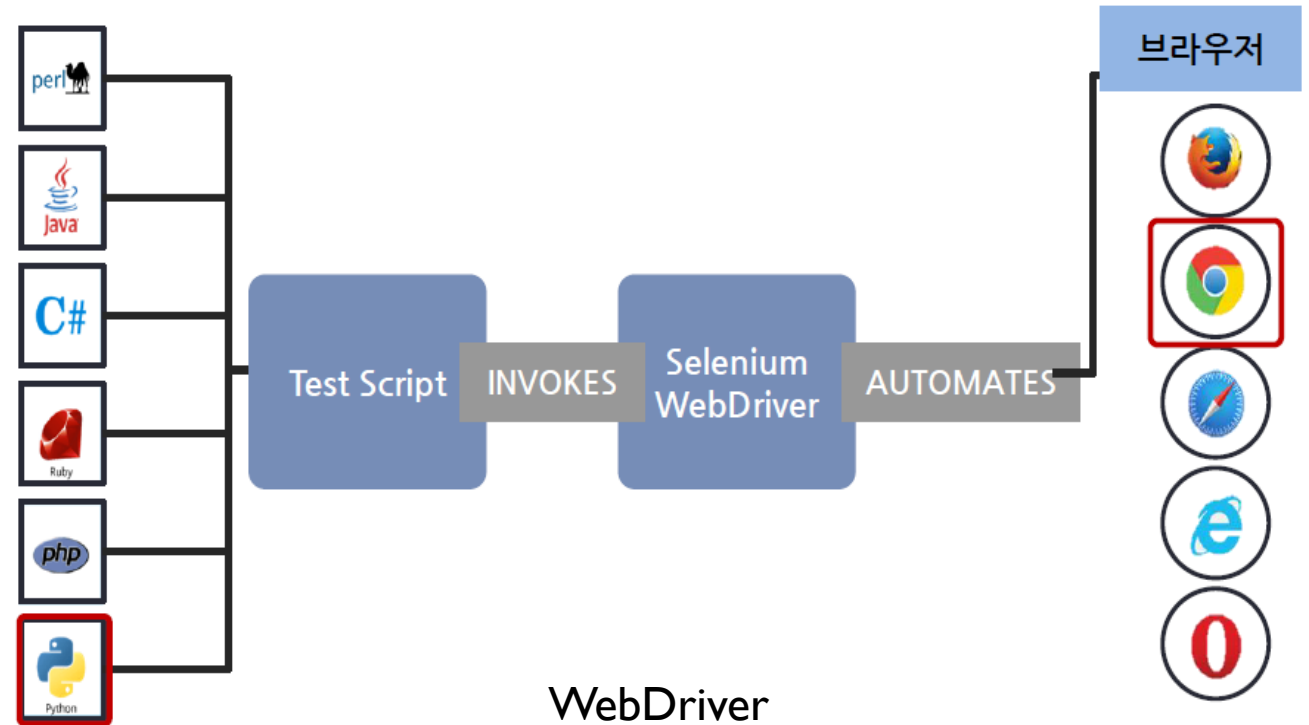 perl
Java
C#
Ruby
php
Python
Test Script
INVOKES
Selenium
WebDriver
AUTOMATES
브라우저
WebDriver